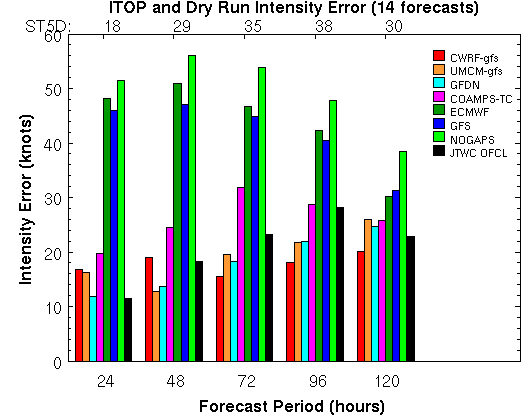 ITOP and Dry Run Intensity Error (14 forecasts)
ST5D: 18 29 35 38 30
60
50
40
30
20
10
0
Intensity Error (knots)
CWRF-gfs
UMCM-gfs
GFDN
COAMPS-TC
ECMWF
GFS
NOGAPS
JTWC OFCL
24 48 72 96 120
Forecast Period (hours)